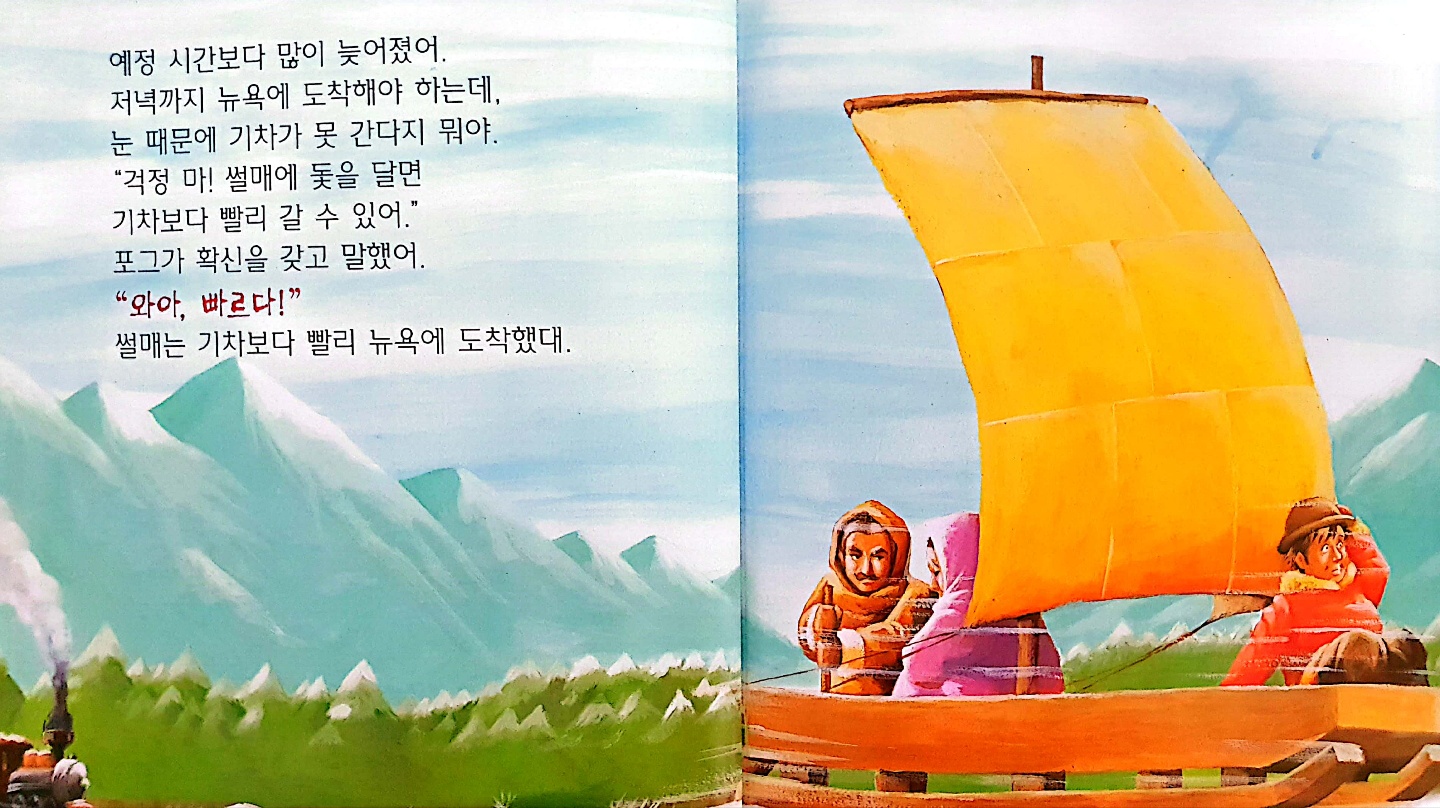 예정 시간보다 많이 늦어졌어.
저녁까지 뉴욕에 도착해야 하는데,
눈 때문에 기차가 못 간다지 뭐야.
“걱정 마! 썰매에 돛을 달면
기차보다 빨리 갈 수 있어.”
포그가 확신을 갖고 말했어.
“와아, 빠르다!”
썰매는 기차보다 빨리 뉴욕에 도착했대.